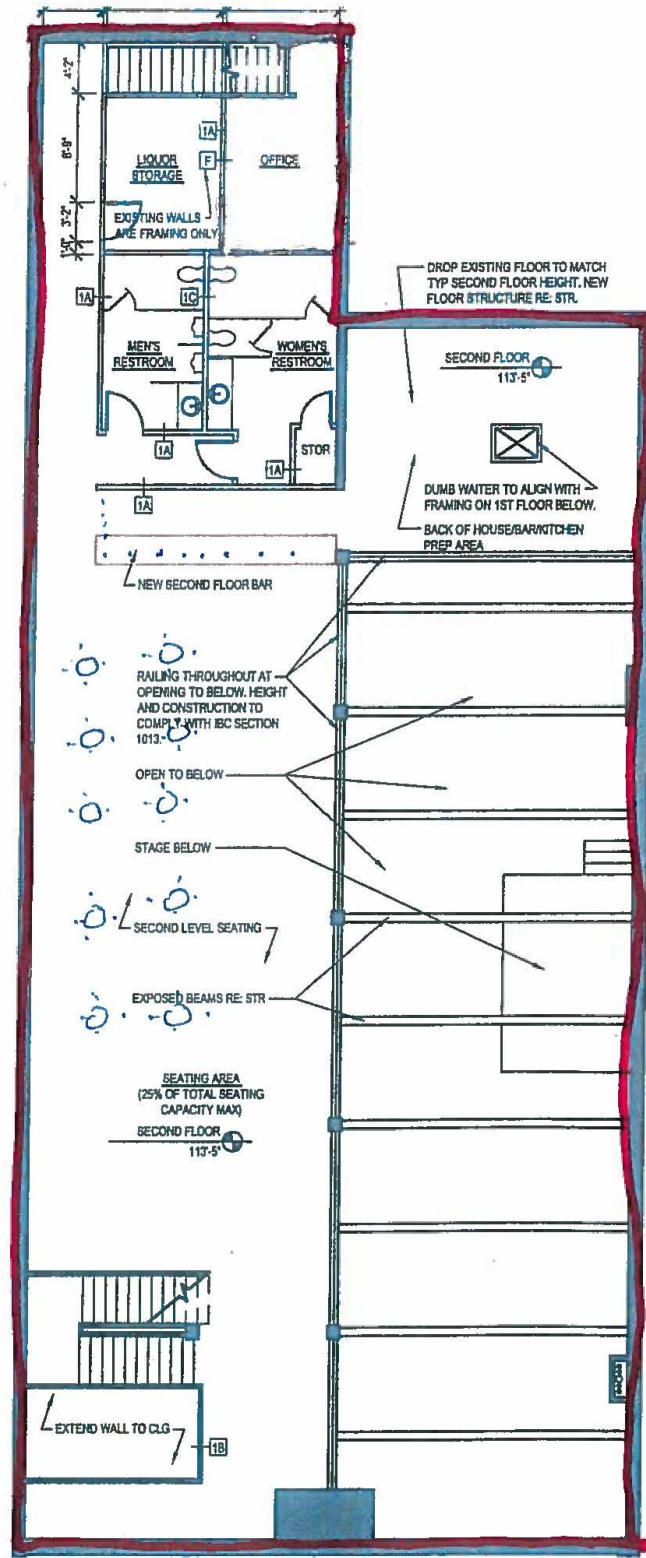 4'-2"
1A
8'-9"
LIQUOR
STORAGE
F
OFFICE
3'-2"
EXISTING WALLS
ARE FRAMING ONLY
1A
1C
MEN'S
RESTROOM
WOMEN'S
RESTROOM
1A
1A
STOR
1A
DROP EXISTING FLOOR TO MATCH
TYP SECOND FLOOR HEIGHT. NEW
FLOOR STRUCTURE RE: STR.
SECOND FLOOR
113'-5"
DUMB WAITER TO ALIGN WITH
FRAMING ON 1ST FLOOR BELOW.
BACK OF HOUSE/BAR/KITCHEN
PREP AREA
NEW SECOND FLOOR BAR
RAILING THROUGHOUT AT
OPENING TO BELOW. HEIGHT
AND CONSTRUCTION TO
COMPLY WITH IBC SECTION
1013.
OPEN TO BELOW
STAGE BELOW
SECOND LEVEL SEATING
EXPOSED BEAMS RE: STR
SEATING AREA
(25% OF TOTAL SEATING
CAPACITY MAX)
SECOND FLOOR
113'-5"
EXTEND WALL TO CLG
1B